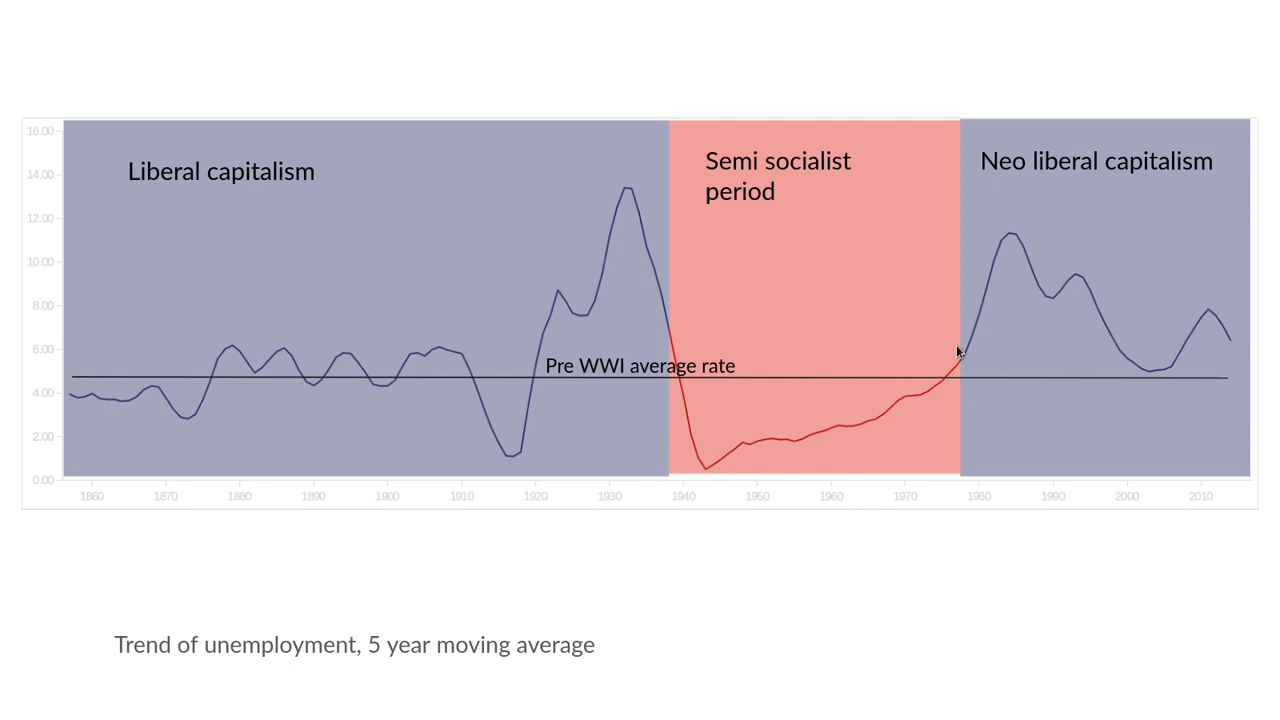 Liberal capitalism
Semi socialist
period
Neo liberal capitalism
16.00
14.00
12.00
10.00
8.00
6.00
4.00
2.00
0.00
Pre WWI average rate
1860 1870 1880 1890 1900 1910 1920 1930 1940 1950 1960 1970 1980 1990 2000 2010
Trend of unemployment, 5 year moving average